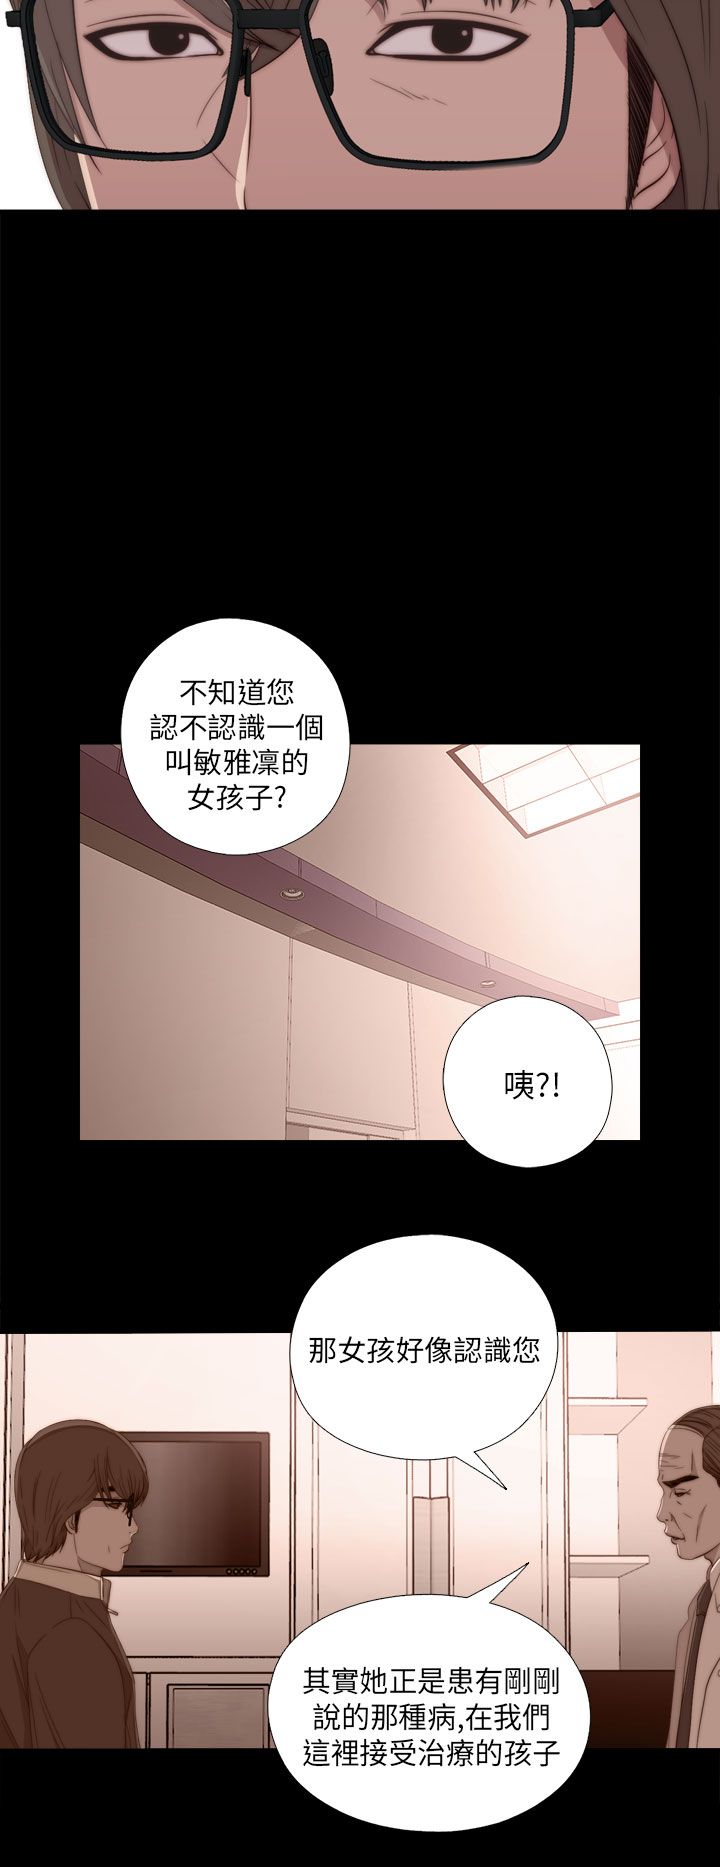 不知道您
認不認識一個
叫敏雅凜的
女孩子?
咦?!
那女孩好像認識您
其實她正是患有剛剛
說的那種病,在我們
這裡接受治療的孩子